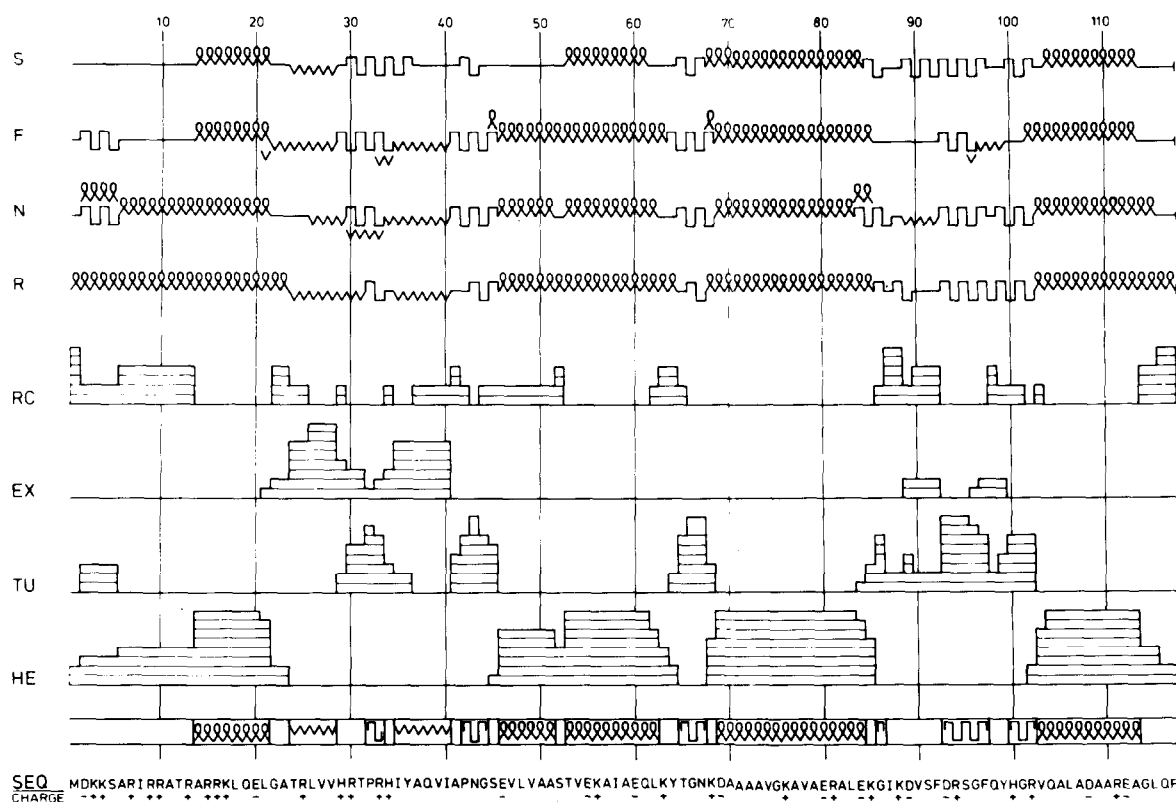 10 20 30 40 50 60 70 80 90 100 110
S
F
N
R
RC
EX
TU
HE
SEQ MDKKSARIRRATRARRKLQELGATRLVVHRTPRHIYAQVIAPNGSEVLVAASTVEKAIAEQLKYTGNKDAAAAVGKAVAERALEKGIKDVSFDRSGFQYHGRVQALADAAREAGLQF
CHARGE